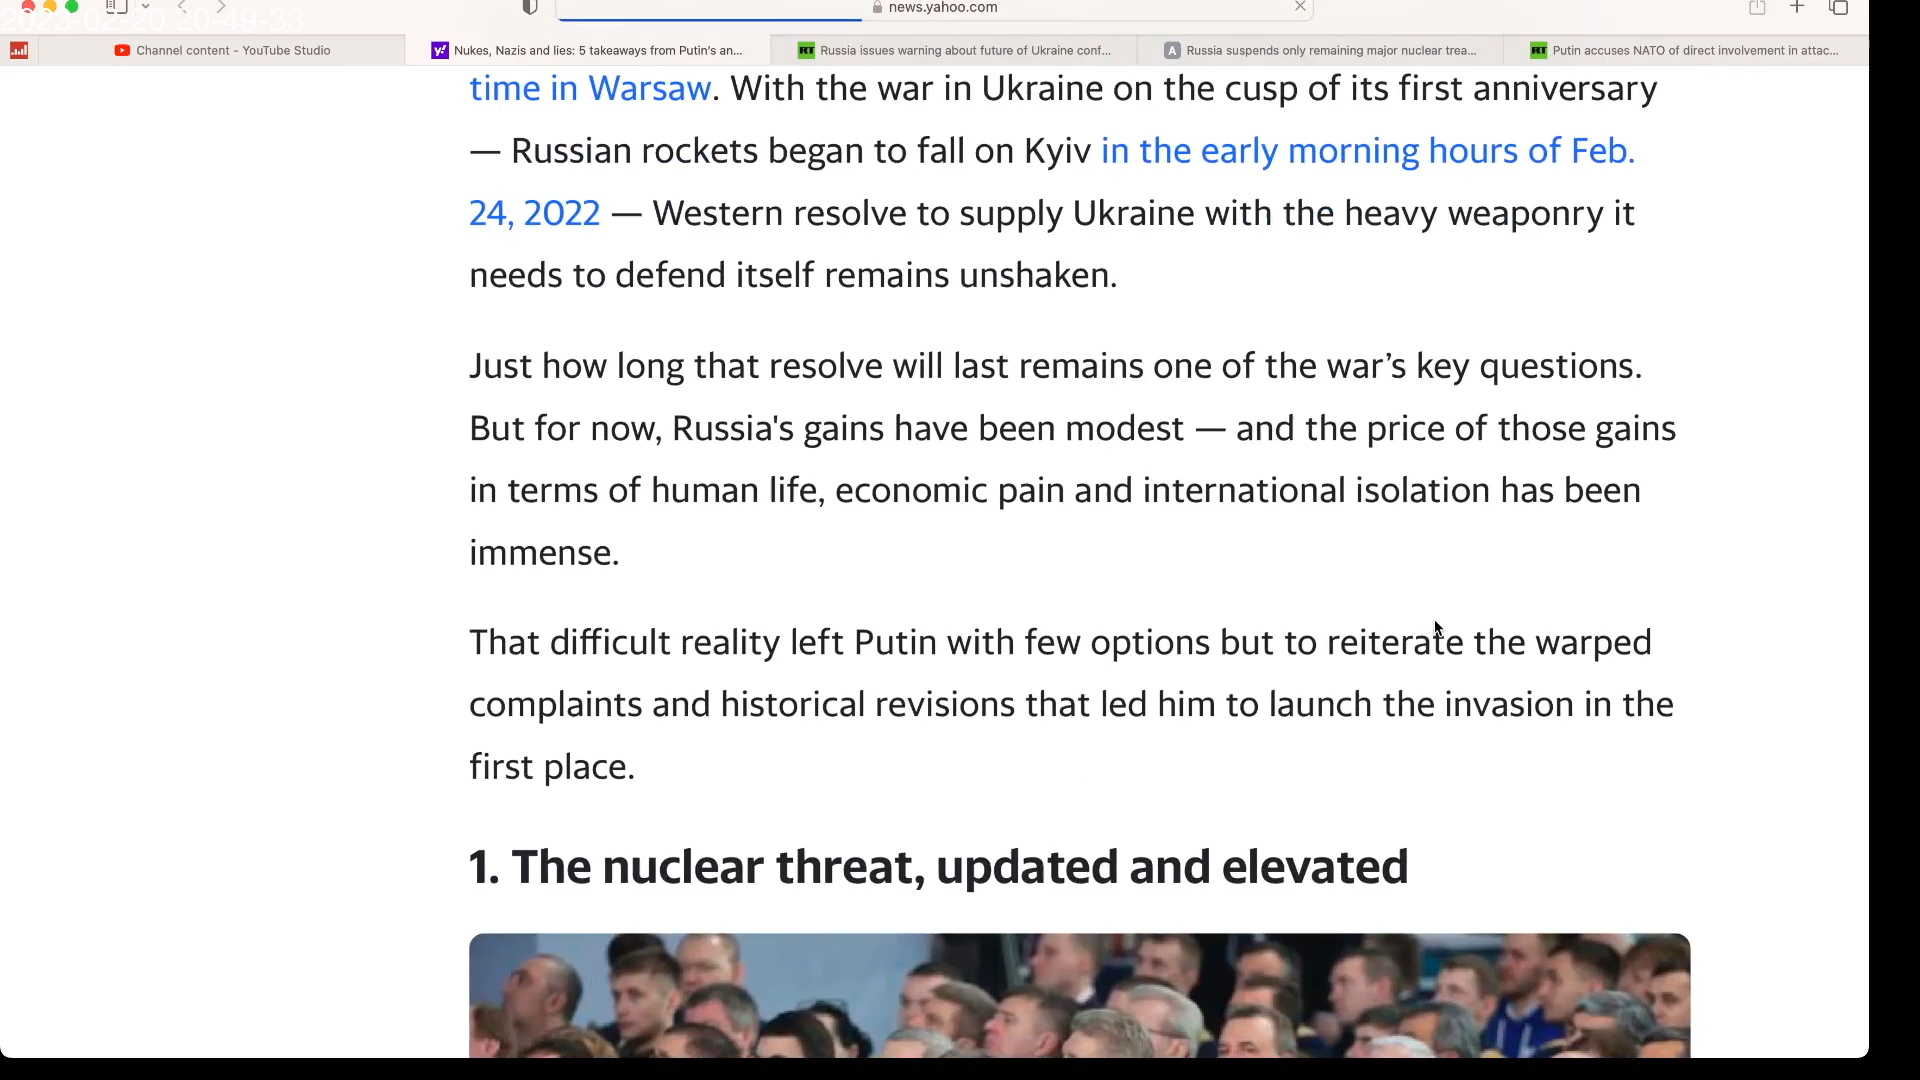 2023-02-20 20-49-33
news.yahoo.com
Channel content - YouTube Studio
Nukes, Nazis and lies: 5 takeaways from Putin's an...
RT
Russia issues warning about future of Ukraine conf...
A
Russia suspends only remaining major nuclear trea...
RT
Putin accuses NATO of direct involvement in attac...
time in Warsaw. With the war in Ukraine on the cusp of its first anniversary
— Russian rockets began to fall on Kyiv in the early morning hours of Feb.
24, 2022 — Western resolve to supply Ukraine with the heavy weaponry it
needs to defend itself remains unshaken.
Just how long that resolve will last remains one of the war’s key questions.
But for now, Russia's gains have been modest — and the price of those gains
in terms of human life, economic pain and international isolation has been
immense.
That difficult reality left Putin with few options but to reiterate the warped
complaints and historical revisions that led him to launch the invasion in the
first place.
1. The nuclear threat, updated and elevated